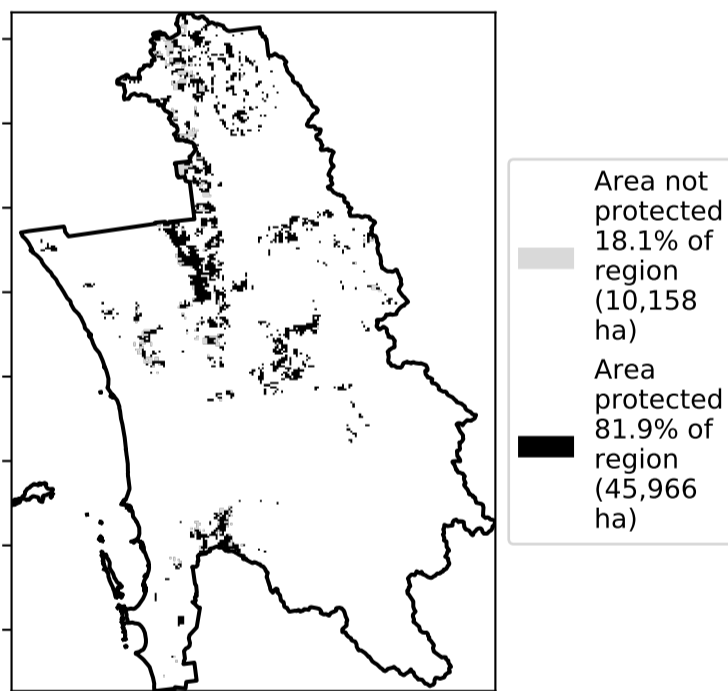 Area not
protected
18.1% of
region
(10,158
ha)
Area
protected
81.9% of
region
(45,966
ha)